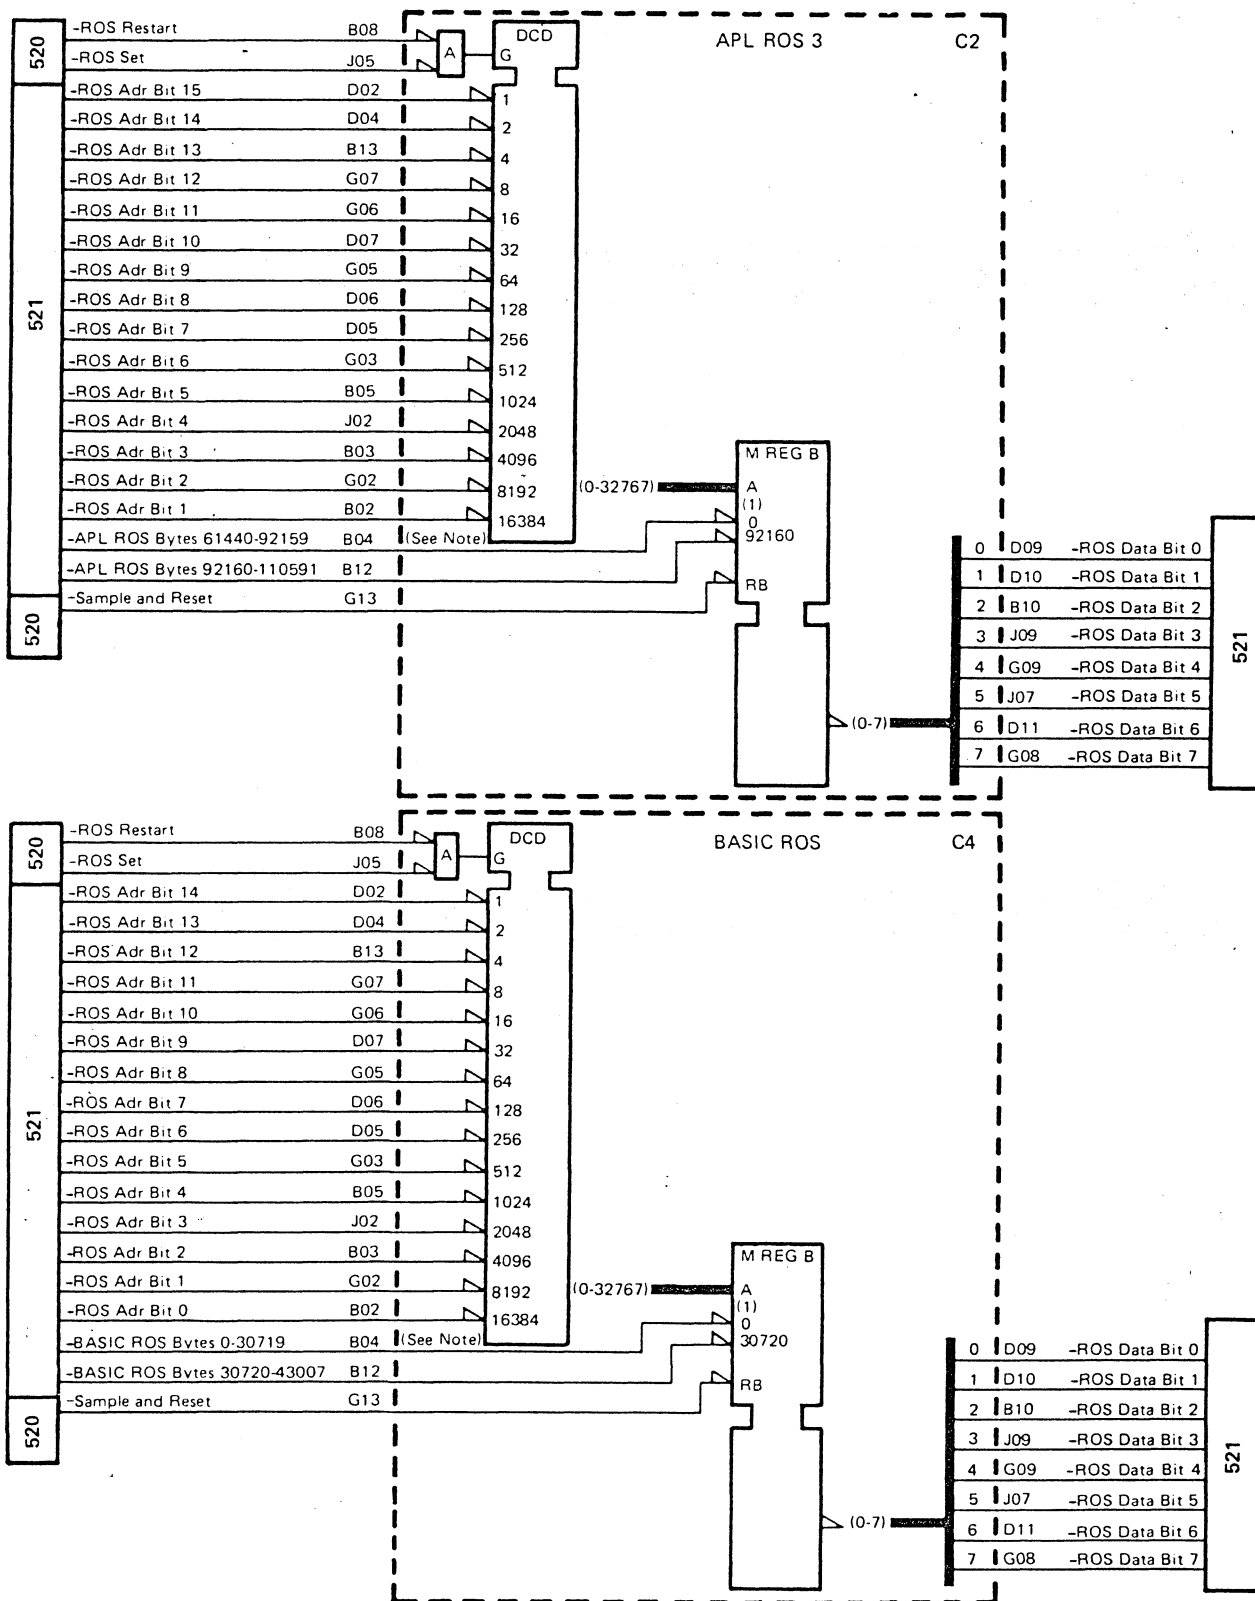 APL ROS 3 C2
520
-ROS Restart B08
A
G
DCD
-ROS Set J05
521
-ROS Adr Bit 15 D02 1
-ROS Adr Bit 14 D04 2
-ROS Adr Bit 13 B13 4
-ROS Adr Bit 12 G07 8
-ROS Adr Bit 11 G06 16
-ROS Adr Bit 10 D07 32
-ROS Adr Bit 9 G05 64
-ROS Adr Bit 8 D06 128
-ROS Adr Bit 7 D05 256
-ROS Adr Bit 6 G03 512
-ROS Adr Bit 5 B05 1024
-ROS Adr Bit 4 J02 2048
-ROS Adr Bit 3 B03 4096
-ROS Adr Bit 2 G02 8192
-ROS Adr Bit 1 B02 16384
-APL ROS Bytes 61440-92159 B04 (See Note)
-APL ROS Bytes 92160-110591 B12
520
-Sample and Reset G13
M REG B
(0-32767) A
(1)
0
92160
RB
(0-7)
0 D09 -ROS Data Bit 0
1 D10 -ROS Data Bit 1
2 B10 -ROS Data Bit 2
3 J09 -ROS Data Bit 3
4 G09 -ROS Data Bit 4
5 J07 -ROS Data Bit 5
6 D11 -ROS Data Bit 6
7 G08 -ROS Data Bit 7
521
BASIC ROS C4
520
-ROS Restart B08
A
G
DCD
-ROS Set J05
521
-ROS Adr Bit 14 D02 1
-ROS Adr Bit 13 D04 2
-ROS Adr Bit 12 B13 4
-ROS Adr Bit 11 G07 8
-ROS Adr Bit 10 G06 16
-ROS Adr Bit 9 D07 32
-ROS Adr Bit 8 G05 64
-ROS Adr Bit 7 D06 128
-ROS Adr Bit 6 D05 256
-ROS Adr Bit 5 G03 512
-ROS Adr Bit 4 B05 1024
-ROS Adr Bit 3 J02 2048
-ROS Adr Bit 2 B03 4096
-ROS Adr Bit 1 G02 8192
-ROS Adr Bit 0 B02 16384
-BASIC ROS Bytes 0-30719 B04 (See Note)
-BASIC ROS Bytes 30720-43007 B12
520
-Sample and Reset G13
M REG B
(0-32767) A
(1)
0
30720
RB
(0-7)
0 D09 -ROS Data Bit 0
1 D10 -ROS Data Bit 1
2 B10 -ROS Data Bit 2
3 J09 -ROS Data Bit 3
4 G09 -ROS Data Bit 4
5 J07 -ROS Data Bit 5
6 D11 -ROS Data Bit 6
7 G08 -ROS Data Bit 7
521